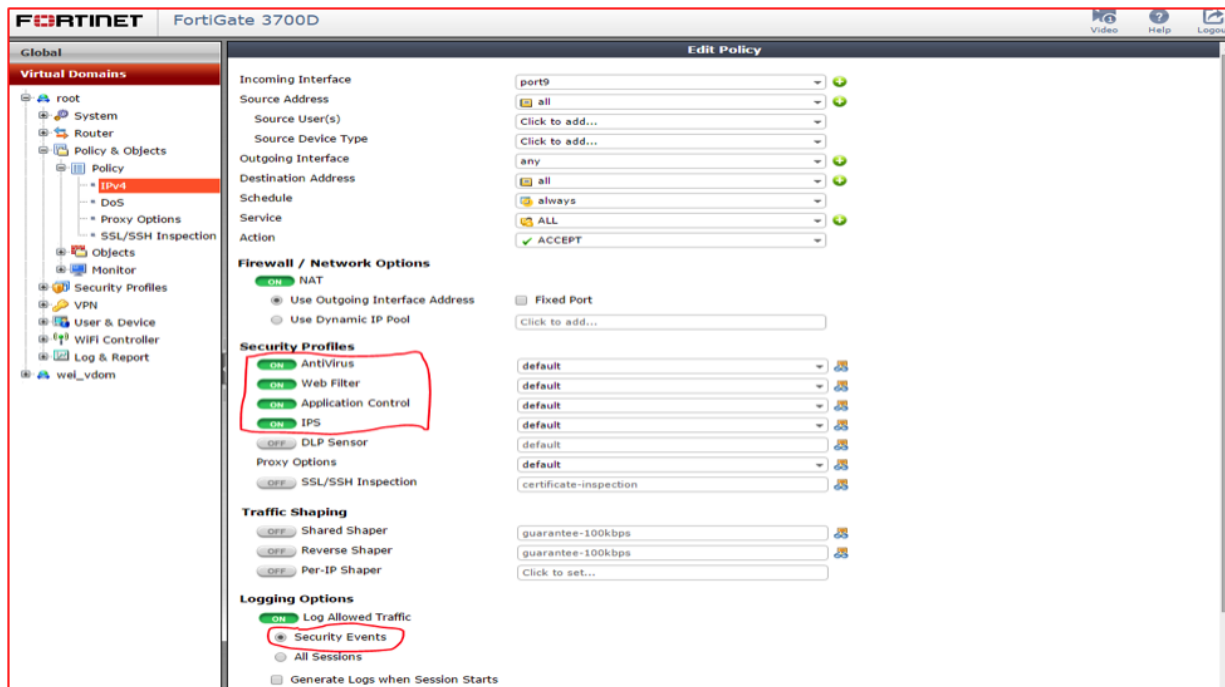 FORTINET FortiGate 3700D
Video Help Logou
Global
Virtual Domains
root
System
Router
Policy & Objects
Policy
IPv4
DoS
Proxy Options
SSL/SSH Inspection
Objects
Monitor
Security Profiles
VPN
User & Device
WiFi Controller
Log & Report
wei_vdom
Edit Policy
Incoming Interface port9
Source Address all
Source User(s) Click to add...
Source Device Type Click to add...
Outgoing Interface any
Destination Address all
Schedule always
Service ALL
Action ACCEPT
Firewall / Network Options
ON NAT
Use Outgoing Interface Address Fixed Port
Use Dynamic IP Pool Click to add...
Security Profiles
ON AntiVirus default
ON Web Filter default
ON Application Control default
ON IPS default
OFF DLP Sensor default
Proxy Options default
OFF SSL/SSH Inspection certificate-inspection
Traffic Shaping
OFF Shared Shaper guarantee-100kbps
OFF Reverse Shaper guarantee-100kbps
OFF Per-IP Shaper Click to set...
Logging Options
ON Log Allowed Traffic
Security Events
All Sessions
Generate Logs when Session Starts